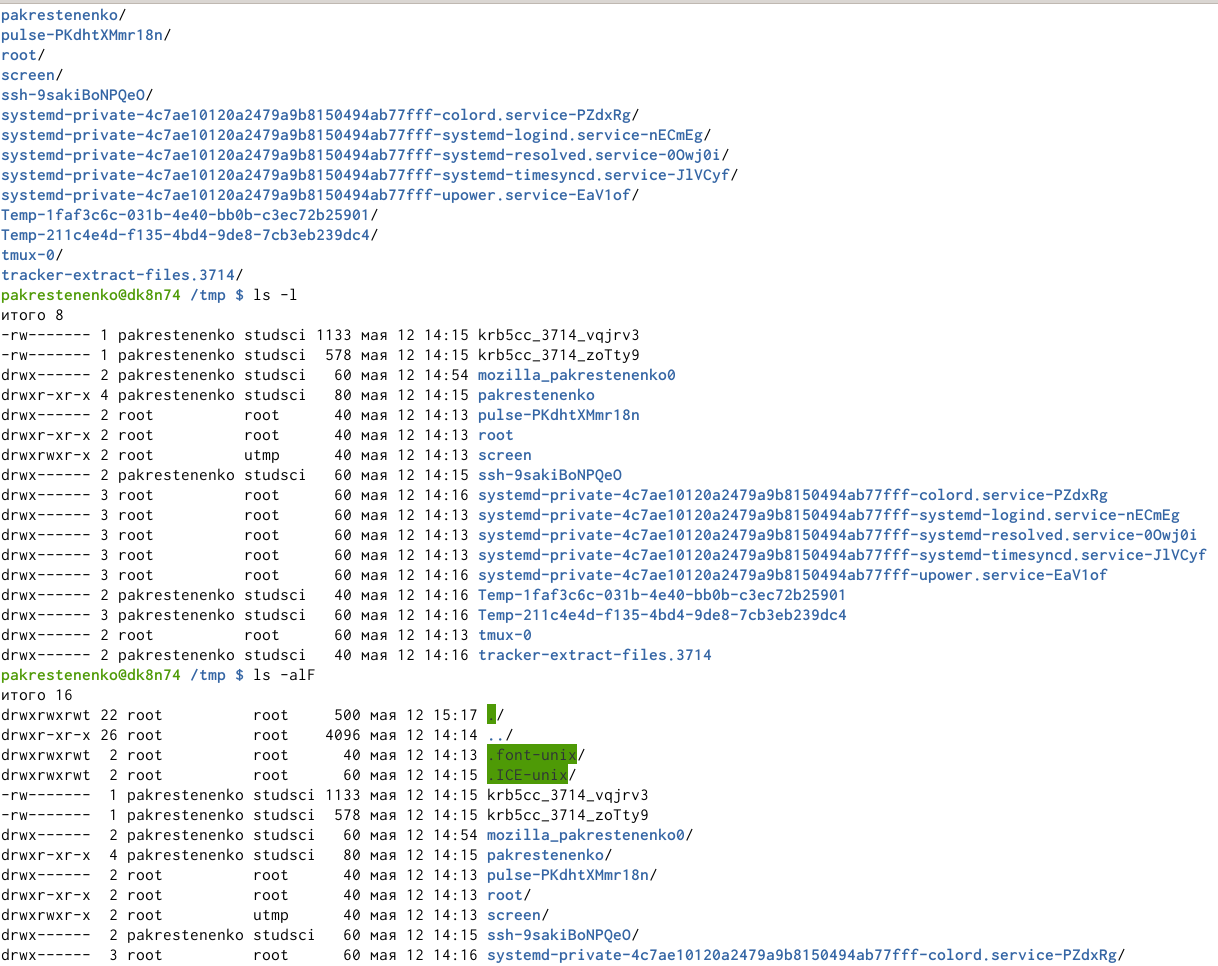 pakrestenenko/
pulse-PKdhtXMmr18n/
root/
screen/
ssh-9sakiBoNPQeO/
systemd-private-4c7ae10120a2479a9b8150494ab77fff-colord.service-PZdxRg/
systemd-private-4c7ae10120a2479a9b8150494ab77fff-systemd-logind.service-nECmEg/
systemd-private-4c7ae10120a2479a9b8150494ab77fff-systemd-resolved.service-0Owj0i/
systemd-private-4c7ae10120a2479a9b8150494ab77fff-systemd-timesyncd.service-JlVCyf/
systemd-private-4c7ae10120a2479a9b8150494ab77fff-upower.service-EaV1of/
Temp-1faf3c6c-031b-4e40-bb0b-c3ec72b25901/
Temp-211c4e4d-f135-4bd4-9de8-7cb3eb239dc4/
tmux-0/
tracker-extract-files.3714/
pakrestenenko@dk8n74 /tmp $ ls -l
итого 8
-rw------- 1 pakrestenenko studsci 1133 мая 12 14:15 krb5cc_3714_vqjrv3
-rw------- 1 pakrestenenko studsci  578 мая 12 14:15 krb5cc_3714_zoTty9
drwx------ 2 pakrestenenko studsci   60 мая 12 14:54 mozilla_pakrestenenko0
drwxr-xr-x 4 pakrestenenko studsci   80 мая 12 14:15 pakrestenenko
drwx------ 2 root          root      40 мая 12 14:13 pulse-PKdhtXMmr18n
drwxr-xr-x 2 root          root      40 мая 12 14:13 root
drwxrwxr-x 2 root          utmp      40 мая 12 14:13 screen
drwx------ 2 pakrestenenko studsci   60 мая 12 14:15 ssh-9sakiBoNPQeO
drwx------ 3 root          root      60 мая 12 14:16 systemd-private-4c7ae10120a2479a9b8150494ab77fff-colord.service-PZdxRg
drwx------ 3 root          root      60 мая 12 14:13 systemd-private-4c7ae10120a2479a9b8150494ab77fff-systemd-logind.service-nECmEg
drwx------ 3 root          root      60 мая 12 14:13 systemd-private-4c7ae10120a2479a9b8150494ab77fff-systemd-resolved.service-0Owj0i
drwx------ 3 root          root      60 мая 12 14:13 systemd-private-4c7ae10120a2479a9b8150494ab77fff-systemd-timesyncd.service-JlVCyf
drwx------ 3 root          root      60 мая 12 14:16 systemd-private-4c7ae10120a2479a9b8150494ab77fff-upower.service-EaV1of
drwx------ 2 pakrestenenko studsci   40 мая 12 14:16 Temp-1faf3c6c-031b-4e40-bb0b-c3ec72b25901
drwx------ 3 pakrestenenko studsci   60 мая 12 14:16 Temp-211c4e4d-f135-4bd4-9de8-7cb3eb239dc4
drwx------ 2 root          root      60 мая 12 14:13 tmux-0
drwx------ 2 pakrestenenko studsci   40 мая 12 14:16 tracker-extract-files.3714
pakrestenenko@dk8n74 /tmp $ ls -alF
итого 16
drwxrwxrwt 22 root          root     500 мая 12 15:17 ./
drwxr-xr-x 26 root          root    4096 мая 12 14:14 ../
drwxrwxrwt  2 root          root      40 мая 12 14:13 .font-unix/
drwxrwxrwt  2 root          root      60 мая 12 14:15 .ICE-unix/
-rw-------  1 pakrestenenko studsci 1133 мая 12 14:15 krb5cc_3714_vqjrv3
-rw-------  1 pakrestenenko studsci  578 мая 12 14:15 krb5cc_3714_zoTty9
drwx------  2 pakrestenenko studsci   60 мая 12 14:54 mozilla_pakrestenenko0/
drwxr-xr-x  4 pakrestenenko studsci   80 мая 12 14:15 pakrestenenko/
drwx------  2 root          root      40 мая 12 14:13 pulse-PKdhtXMmr18n/
drwxr-xr-x  2 root          root      40 мая 12 14:13 root/
drwxrwxr-x  2 root          utmp      40 мая 12 14:13 screen/
drwx------  2 pakrestenenko studsci   60 мая 12 14:15 ssh-9sakiBoNPQeO/
drwx------  3 root          root      60 мая 12 14:16 systemd-private-4c7ae10120a2479a9b8150494ab77fff-colord.service-PZdxRg/